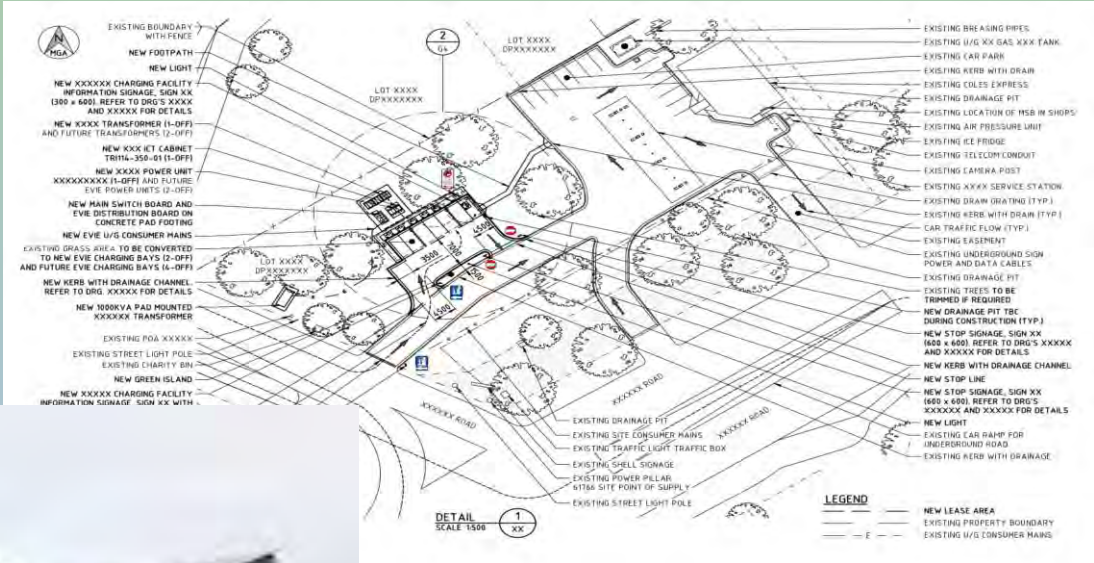 EXISTING BOUNDARY
WITH FENCE
NEW FOOTPATH
NEW LIGHT
NEW XXXXXX CHARGING FACILITY
INFORMATION SIGNAGE, SIGN XX
(300 x 600). REFER TO DRG'S XXXX
AND XXXXX FOR DETAILS
NEW XXXX TRANSFORMER (1-OFF)
AND FUTURE TRANSFORMERS (2-OFF)
NEW KXX ICT CABINET
TRI114-350-01 (1-OFF)
NEW XXXX POWER UNIT
XXXXXXXXX (1-OFF) AND FUTURE
EVIE POWER UNITS (2-OFF)
NEW MAIN SWITCH BOARD AND
EVIE DISTRIBUTION BOARD ON
CONCRETE PAD FOOTING
NEW EVIE U/G CONSUMER MAINS
EXISTING GRASS AREA TO BE CONVERTED
TO NEW EVIE CHARGING BAYS (2-OFF)
AND FUTURE EVIE CHARGING BAYS (4-OFF)
NEW KERB WITH DRAINAGE CHANNEL.
REFER TO DRG. XXXXX FOR DETAILS
NEW 1000KVA PAD MOUNTED
XXXXXX TRANSFORMER
EXISTING POA XXXXX
EXISTING STREET LIGHT POLE
EXISTING CHARITY BIN
NEW GREEN ISLAND
NEW XXXXX CHARGING FACILITY
INFORMATION SIGNAGE, SIGN XX WITH
N
MGA
2
G4
LOT XXXX
DPXXXXXXX
LOT XXXX
DPXXXXXXX
LOT XXXX
DPXXXXXXX
3500
4500
4500
XXXXXX ROAD
XXXXXX ROAD
XXXXXX ROAD
EXISTING DRAINAGE PIT
EXISTING SITE CONSUMER MAINS
EXISTING TRAFFIC LIGHT TRAFFIC BOX
EXISTING SHELL SIGNAGE
EXISTING POWER PILLAR
61766 SITE POINT OF SUPPLY
EXISTING STREET LIGHT POLE
EXISTING BREASING PIPES
EXISTING U/G XX GAS XXX TANK
EXISTING CAR PARK
EXISTING KERB WITH DRAIN
EXISTING COLES EXPRESS
EXISTING DRAINAGE PIT
EXISTING LOCATION OF MSB IN SHOPS
EXISTING AIR PRESSURE UNIT
EXISTING ICE FRIDGE
EXISTING TELECOM CONDUIT
EXISTING CAMERA POST
EXISTING XXXX SERVICE STATION
EXISTING DRAIN GRATING (TYP.)
EXISTING KERB WITH DRAIN (TYP.)
CAR TRAFFIC FLOW (TYP.)
EXISTING EASEMENT
EXISTING UNDERGROUND SIGN
POWER AND DATA CABLES
EXISTING DRAINAGE PIT
EXISTING TREES TO BE
TRIMMED IF REQUIRED
NEW DRAINAGE PIT TBC
DURING CONSTRUCTION (TYP.)
NEW STOP SIGNAGE, SIGN XX
(600 x 600). REFER TO DRG'S XXXXX
AND XXXXX FOR DETAILS
NEW KERB WITH DRAINAGE CHANNEL
NEW STOP LINE
NEW STOP SIGNAGE, SIGN XX
(600 x 600). REFER TO DRG'S
XXXXXX AND XXXXX FOR DETAILS
NEW LIGHT
EXISTING CAR RAMP FOR
UNDERGROUND ROAD
EXISTING KERB WITH DRAINAGE
DETAIL
SCALE 1:500
1
XX
LEGEND
NEW LEASE AREA
EXISTING PROPERTY BOUNDARY
E
EXISTING U/G CONSUMER MAINS